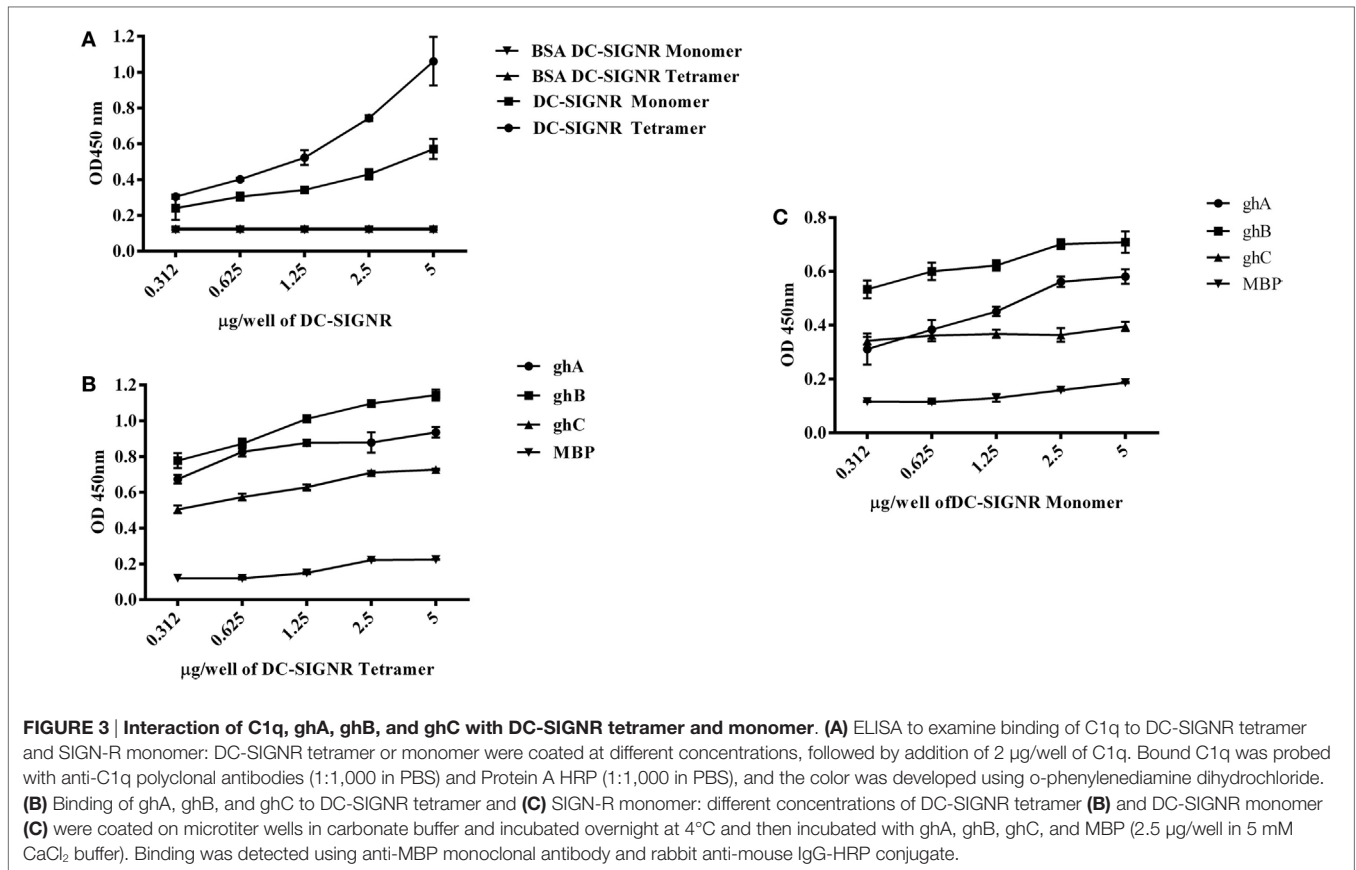 A
1.2
1.0
0.8
0.6
0.4
0.2
0.0
OD450 nm
0.312
0.625
1.25
2.5
5
µg/well of DC-SIGNR
BSA DC-SIGNR Monomer
BSA DC-SIGNR Tetramer
DC-SIGNR Monomer
DC-SIGNR Tetramer
B
1.2
1.0
0.8
0.6
0.4
0.2
0.0
OD 450nm
0.312
0.625
1.25
2.5
5
µg/well of DC-SIGNR Tetramer
ghA
ghB
ghC
MBP
C
0.8
0.6
0.4
0.2
0.0
OD 450nm
0.312
0.625
1.25
2.5
5
µg/well ofDC-SIGNR Monomer
ghA
ghB
ghC
MBP
FIGURE 3 | Interaction of C1q, ghA, ghB, and ghC with DC-SIGNR tetramer and monomer. (A) ELISA to examine binding of C1q to DC-SIGNR tetramer
and SIGN-R monomer: DC-SIGNR tetramer or monomer were coated at different concentrations, followed by addition of 2 µg/well of C1q. Bound C1q was probed
with anti-C1q polyclonal antibodies (1:1,000 in PBS) and Protein A HRP (1:1,000 in PBS), and the color was developed using o-phenylenediamine dihydrochloride.
(B) Binding of ghA, ghB, and ghC to DC-SIGNR tetramer and (C) SIGN-R monomer: different concentrations of DC-SIGNR tetramer (B) and DC-SIGNR monomer
(C) were coated on microtiter wells in carbonate buffer and incubated overnight at 4°C and then incubated with ghA, ghB, ghC, and MBP (2.5 µg/well in 5 mM
CaCl₂ buffer). Binding was detected using anti-MBP monoclonal antibody and rabbit anti-mouse IgG-HRP conjugate.